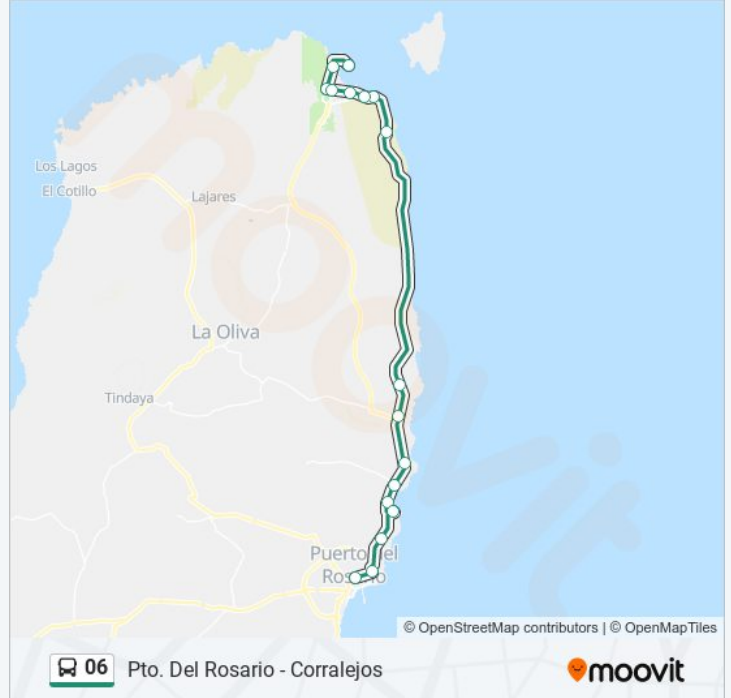 moovit
Los Lagos
El Cotillo
Lajares
La Oliva
Tindaya
Puerto del
Rosario
© OpenStreetMap contributors | © OpenMapTiles
06 Pto. Del Rosario - Corralejos
moovit